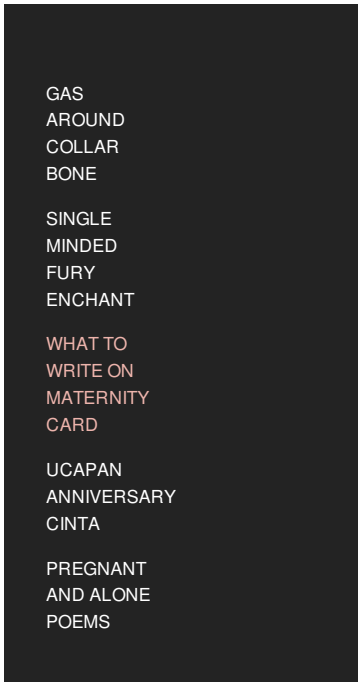 GAS
AROUND
COLLAR
BONE
SINGLE
MINDED
FURY
ENCHANT
WHAT TO
WRITE ON
MATERNITY
CARD
UCAPAN
ANNIVERSARY
CINTA
PREGNANT
AND ALONE
POEMS